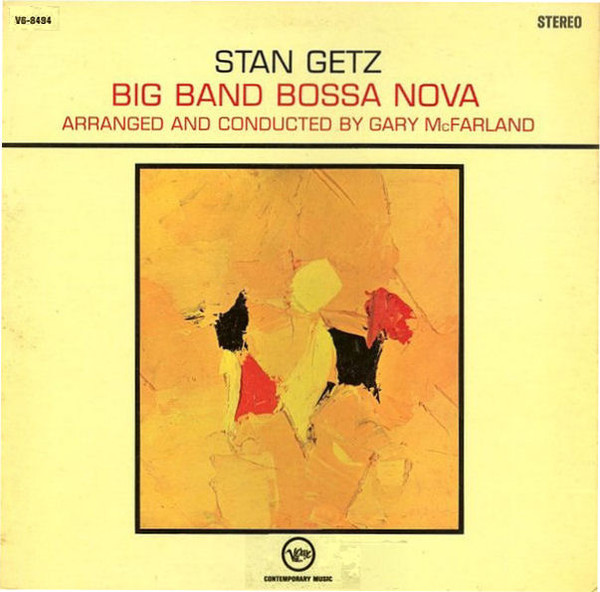 V6-8494
STEREO
STAN GETZ
BIG BAND BOSSA NOVA
ARRANGED AND CONDUCTED BY GARY McFARLAND
Verve
CONTEMPORARY MUSIC